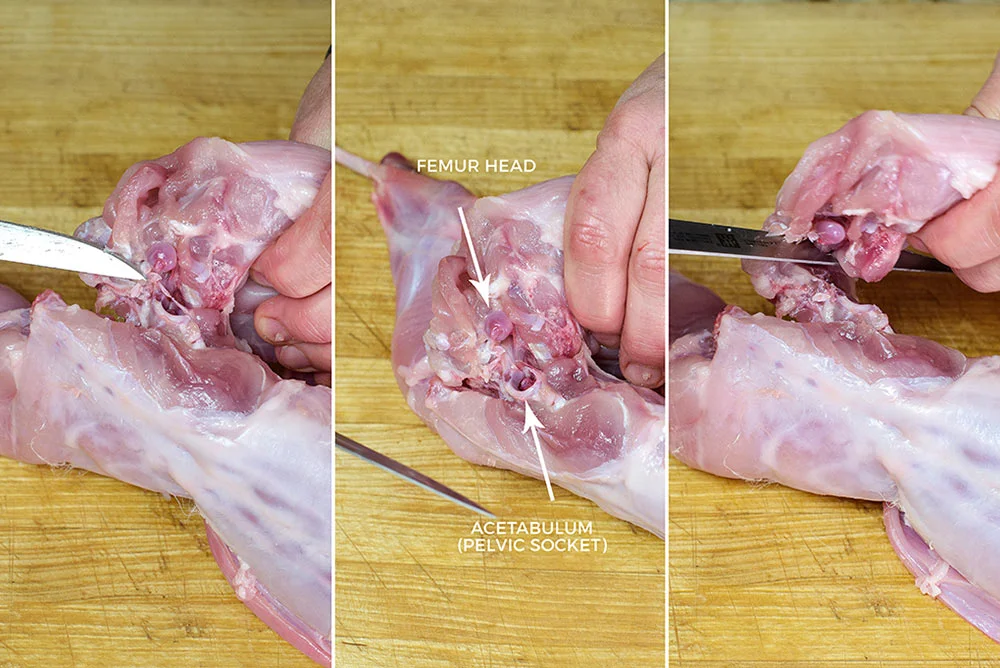 FEMUR HEAD
ACETABULUM
(PELVIC SOCKET)